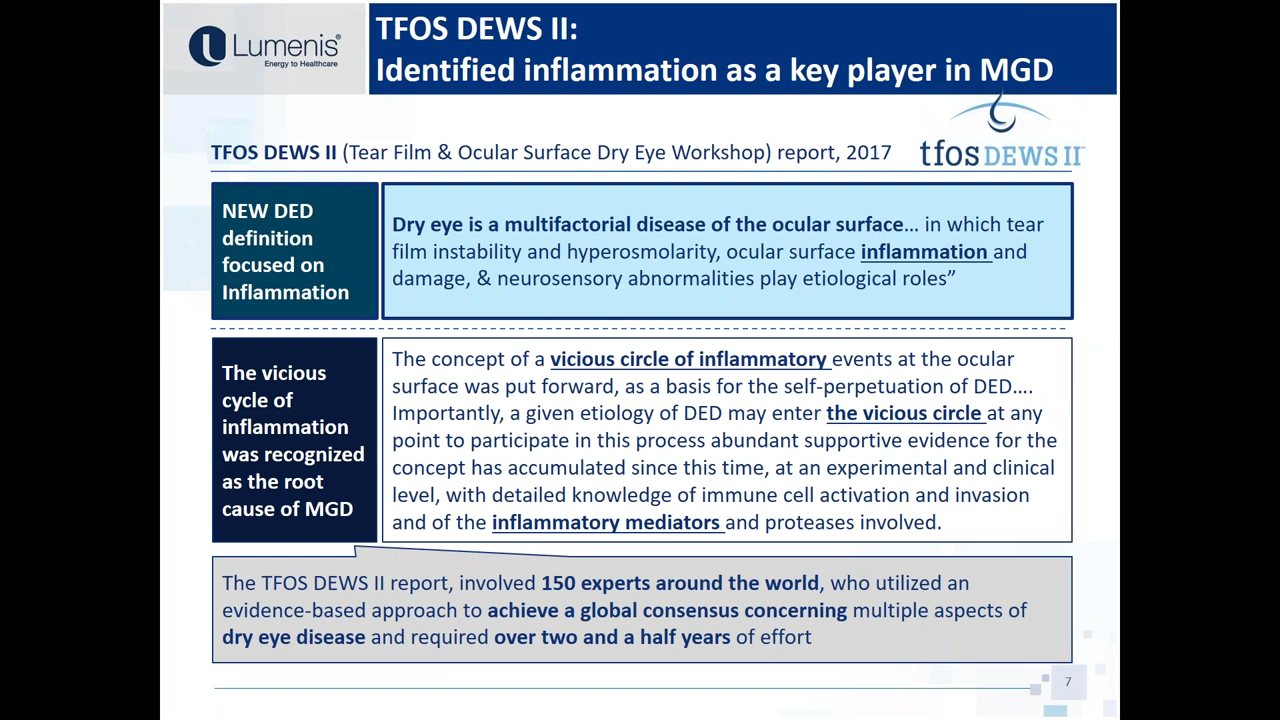 Lumenis®
Energy to Healthcare
TFOS DEWS II:
Identified inflammation as a key player in MGD
TFOS DEWS II (Tear Film & Ocular Surface Dry Eye Workshop) report, 2017
tfos DEWS II
NEW DED
definition
focused on
Inflammation
Dry eye is a multifactorial disease of the ocular surface… in which tear
film instability and hyperosmolarity, ocular surface inflammation and
damage, & neurosensory abnormalities play etiological roles”
The vicious
cycle of
inflammation
was recognized
as the root
cause of MGD
The concept of a vicious circle of inflammatory events at the ocular
surface was put forward, as a basis for the self-perpetuation of DED….
Importantly, a given etiology of DED may enter the vicious circle at any
point to participate in this process abundant supportive evidence for the
concept has accumulated since this time, at an experimental and clinical
level, with detailed knowledge of immune cell activation and invasion
and of the inflammatory mediators and proteases involved.
The TFOS DEWS II report, involved 150 experts around the world, who utilized an
evidence-based approach to achieve a global consensus concerning multiple aspects of
dry eye disease and required over two and a half years of effort
7